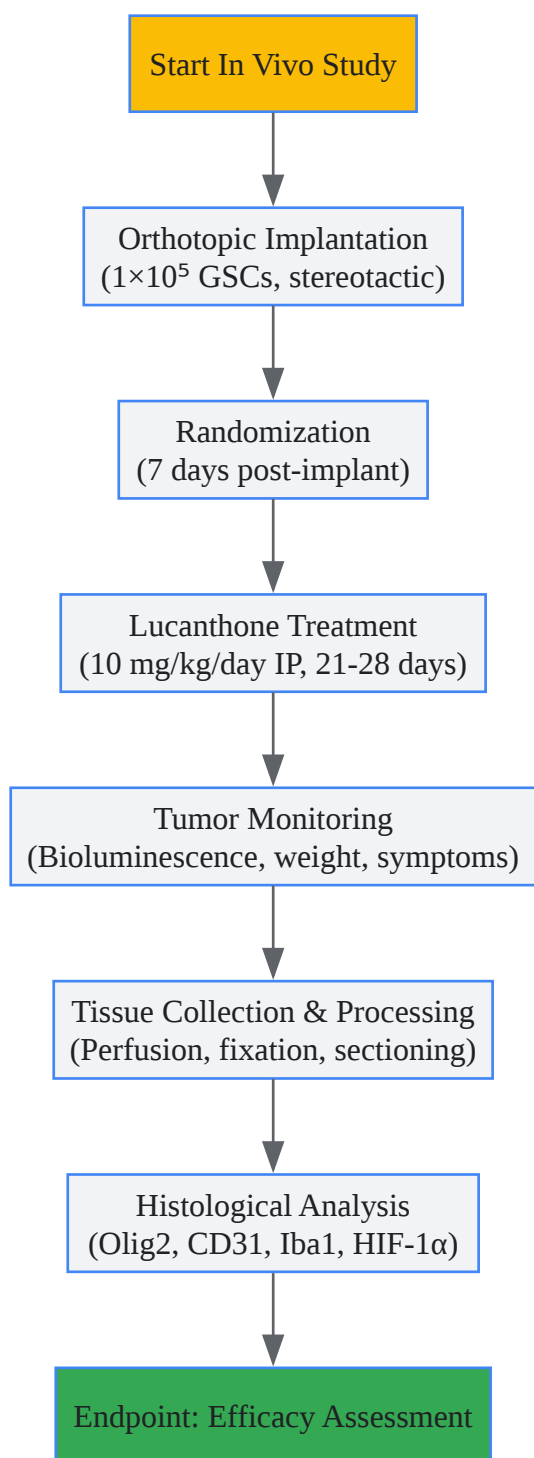 Start In Vivo Study
Orthotopic Implantation
(1×10⁵ GSCs, stereotactic)
Randomization
(7 days post-implant)
Lucanthone Treatment
(10 mg/kg/day IP, 21-28 days)
Tumor Monitoring
(Bioluminescence, weight, symptoms)
Tissue Collection & Processing
(Perfusion, fixation, sectioning)
Histological Analysis
(Olig2, CD31, Iba1, HIF-1α)
Endpoint: Efficacy Assessment